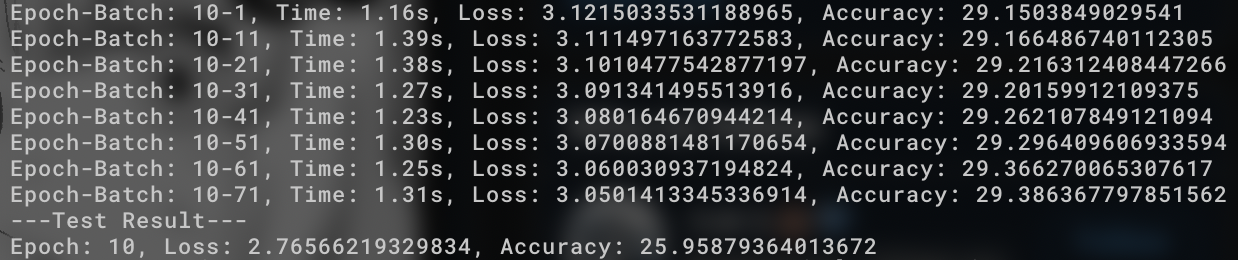 Epoch-Batch: 10-1, Time: 1.16s, Loss: 3.1215033531188965, Accuracy: 29.1503849029541
Epoch-Batch: 10-11, Time: 1.39s, Loss: 3.111497163772583, Accuracy: 29.166486740112305
Epoch-Batch: 10-21, Time: 1.38s, Loss: 3.1010477542877197, Accuracy: 29.216312408447266
Epoch-Batch: 10-31, Time: 1.27s, Loss: 3.091341495513916, Accuracy: 29.20159912109375
Epoch-Batch: 10-41, Time: 1.23s, Loss: 3.080164670944214, Accuracy: 29.262107849121094
Epoch-Batch: 10-51, Time: 1.30s, Loss: 3.0700881481170654, Accuracy: 29.296409606933594
Epoch-Batch: 10-61, Time: 1.25s, Loss: 3.060030937194824, Accuracy: 29.366270065307617
Epoch-Batch: 10-71, Time: 1.31s, Loss: 3.0501413345336914, Accuracy: 29.386367797851562
---Test Result---
Epoch: 10, Loss: 2.76566219329834, Accuracy: 25.95879364013672